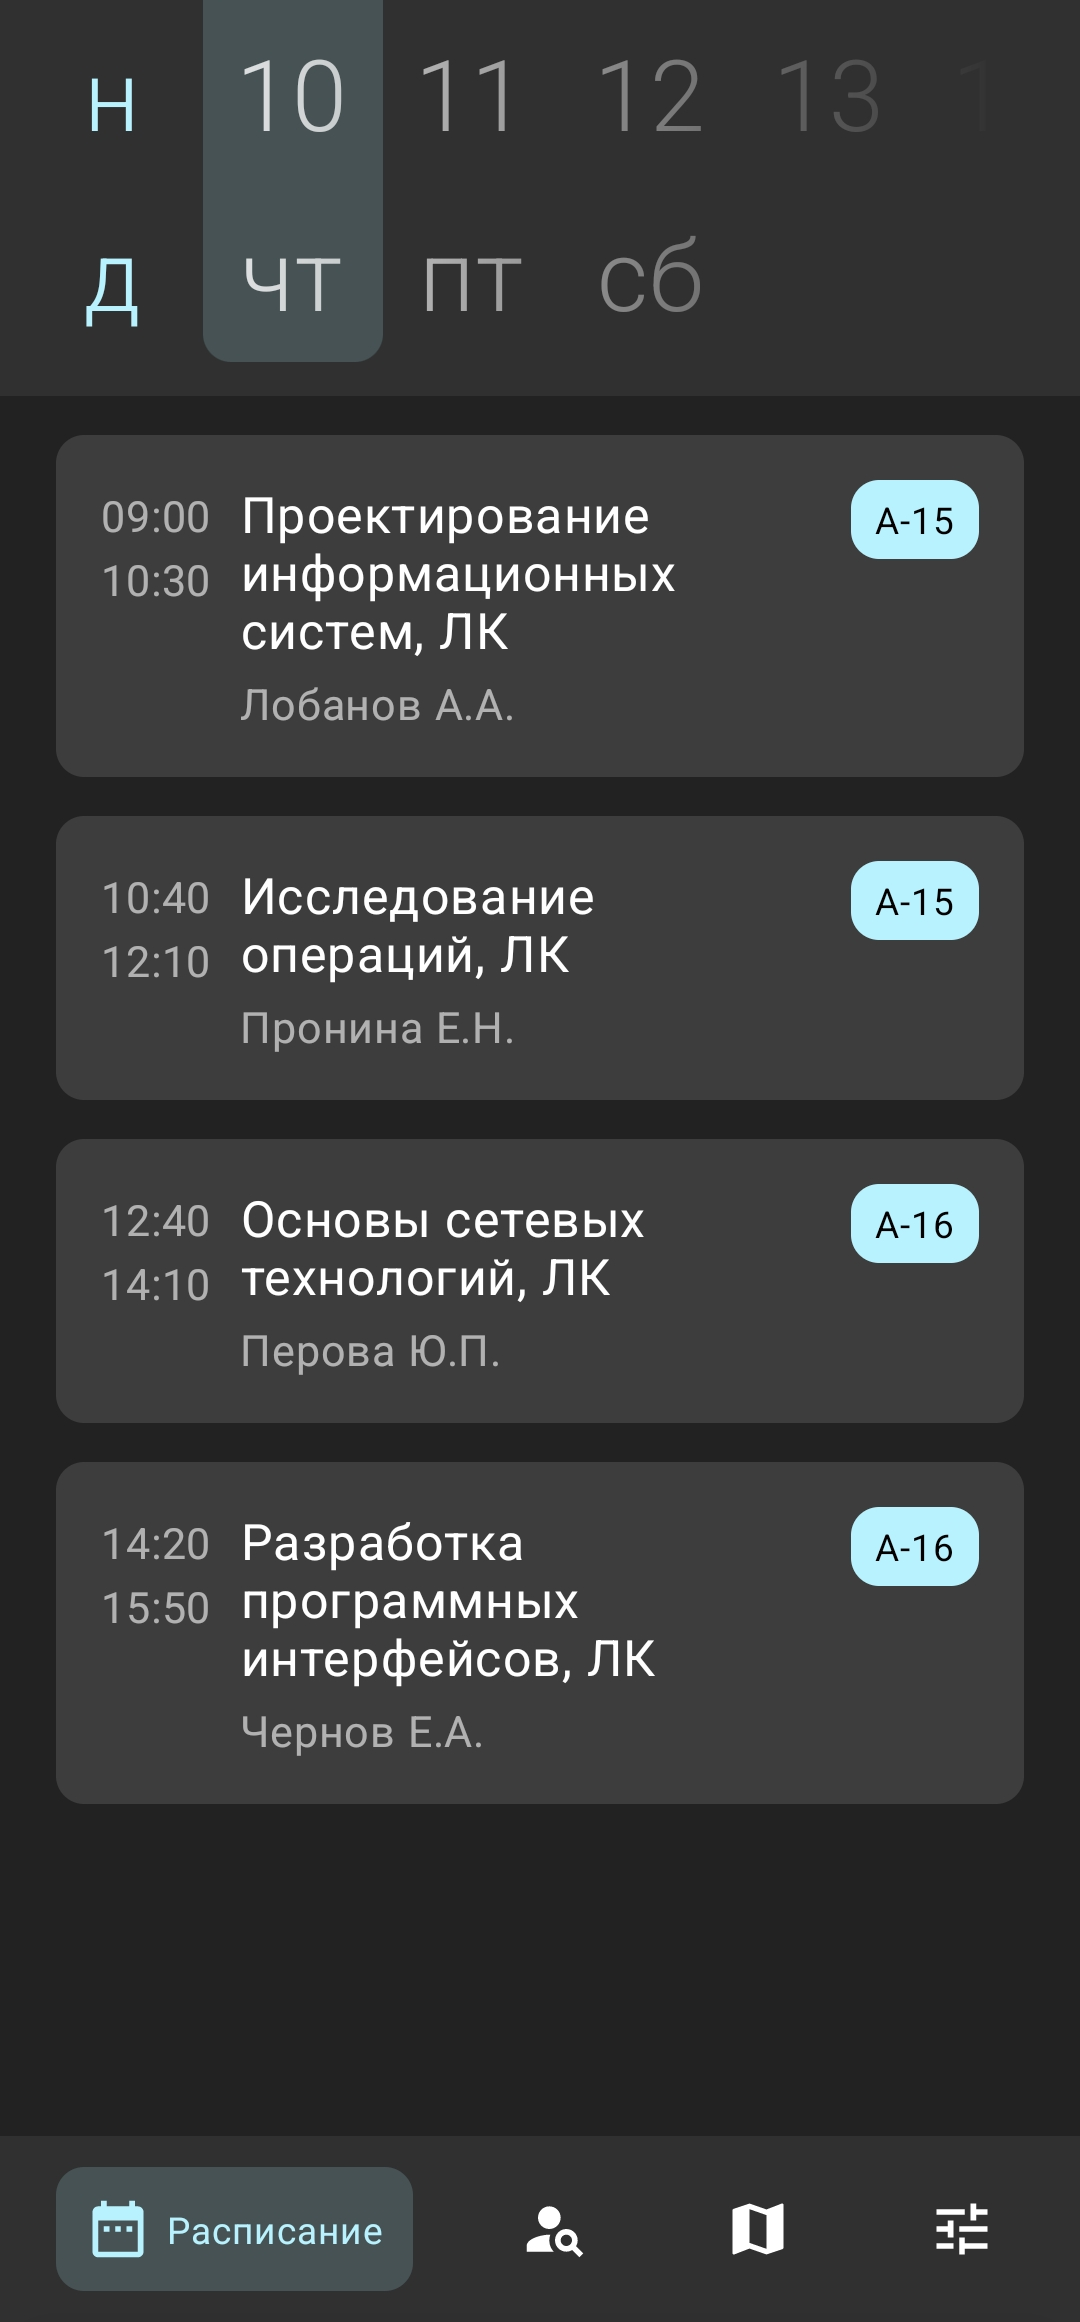 н 10 11 12 13 1
д чт пт сб
09:00 Проектирование А-15
10:30 информационных
систем, ЛК
Лобанов А.А.
10:40 Исследование А-15
12:10 операций, ЛК
Пронина Е.Н.
12:40 Основы сетевых А-16
14:10 технологий, ЛК
Перова Ю.П.
14:20 Разработка А-16
15:50 программных
интерфейсов, ЛК
Чернов Е.А.
Расписание